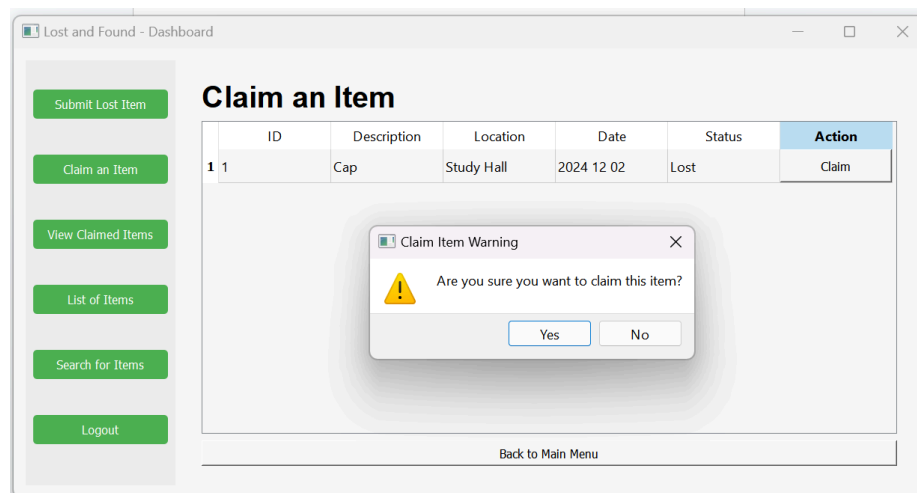 Lost and Found - Dashboard
Submit Lost Item
Claim an Item
View Claimed Items
List of Items
Search for Items
Logout
Claim an Item
ID Description Location Date Status Action
1 1 Cap Study Hall 2024 12 02 Lost Claim
Claim Item Warning
Are you sure you want to claim this item?
Yes No
Back to Main Menu